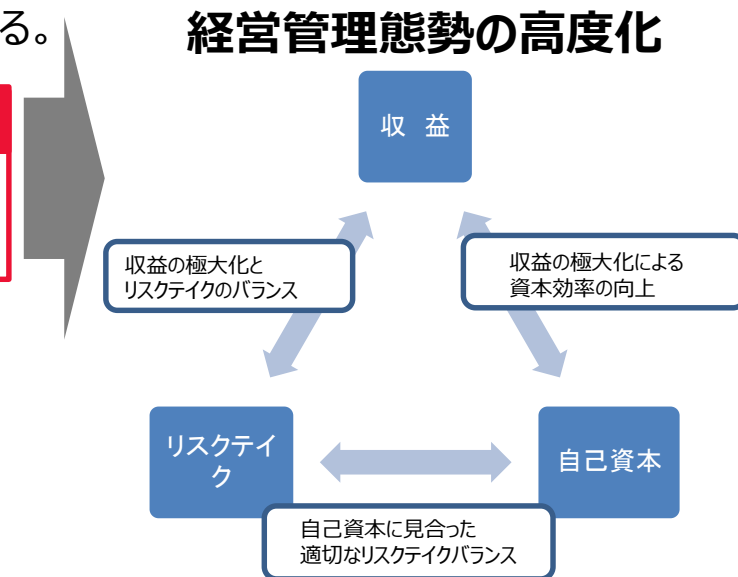 る。
経営管理態勢の高度化
収 益
収益の極大化と
リスクテイクのバランス
収益の極大化による
資本効率の向上
リスクテイ
ク
自己資本
自己資本に見合った
適切なリスクテイクバランス